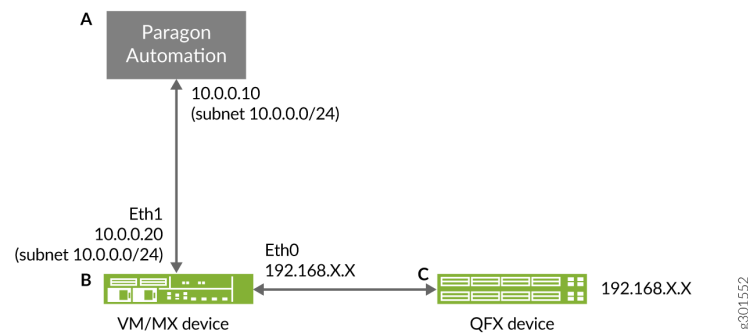 A
Paragon
Automation
10.0.0.10
(subnet 10.0.0.0/24)
Eth1
10.0.0.20
(subnet 10.0.0.0/24)
Eth0
192.168.X.X
B
C
192.168.X.X
VM/MX device
QFX device
g301552